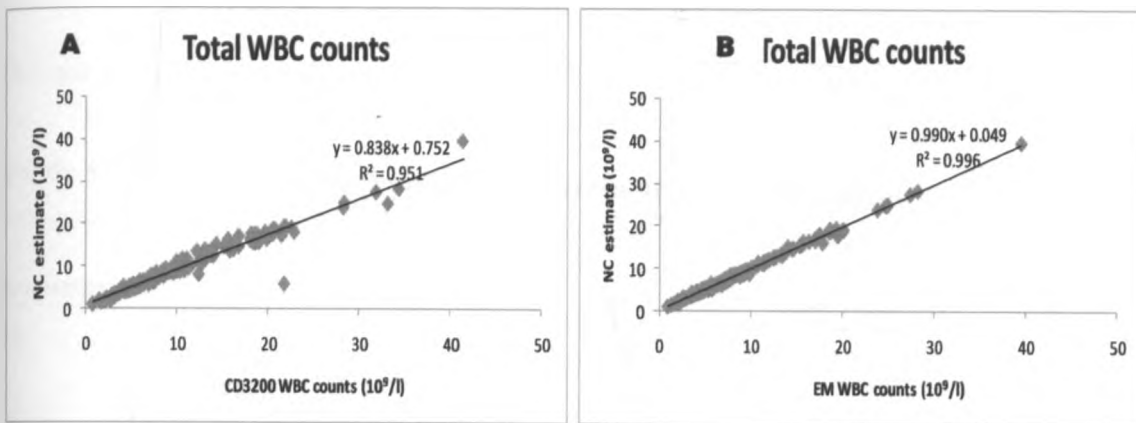 A Total WBC counts
50
40
30
20
10
0
NC estimate (10⁹/l)
y = 0.838x + 0.752
R² = 0.951
0 10 20 30 40 50
CD3200 WBC counts (10⁹/l)
B Total WBC counts
50
40
30
20
10
0
NC estimate (10⁹/l)
y = 0.990x + 0.049
R² = 0.996
0 10 20 30 40 50
EM WBC counts (10⁹/l)